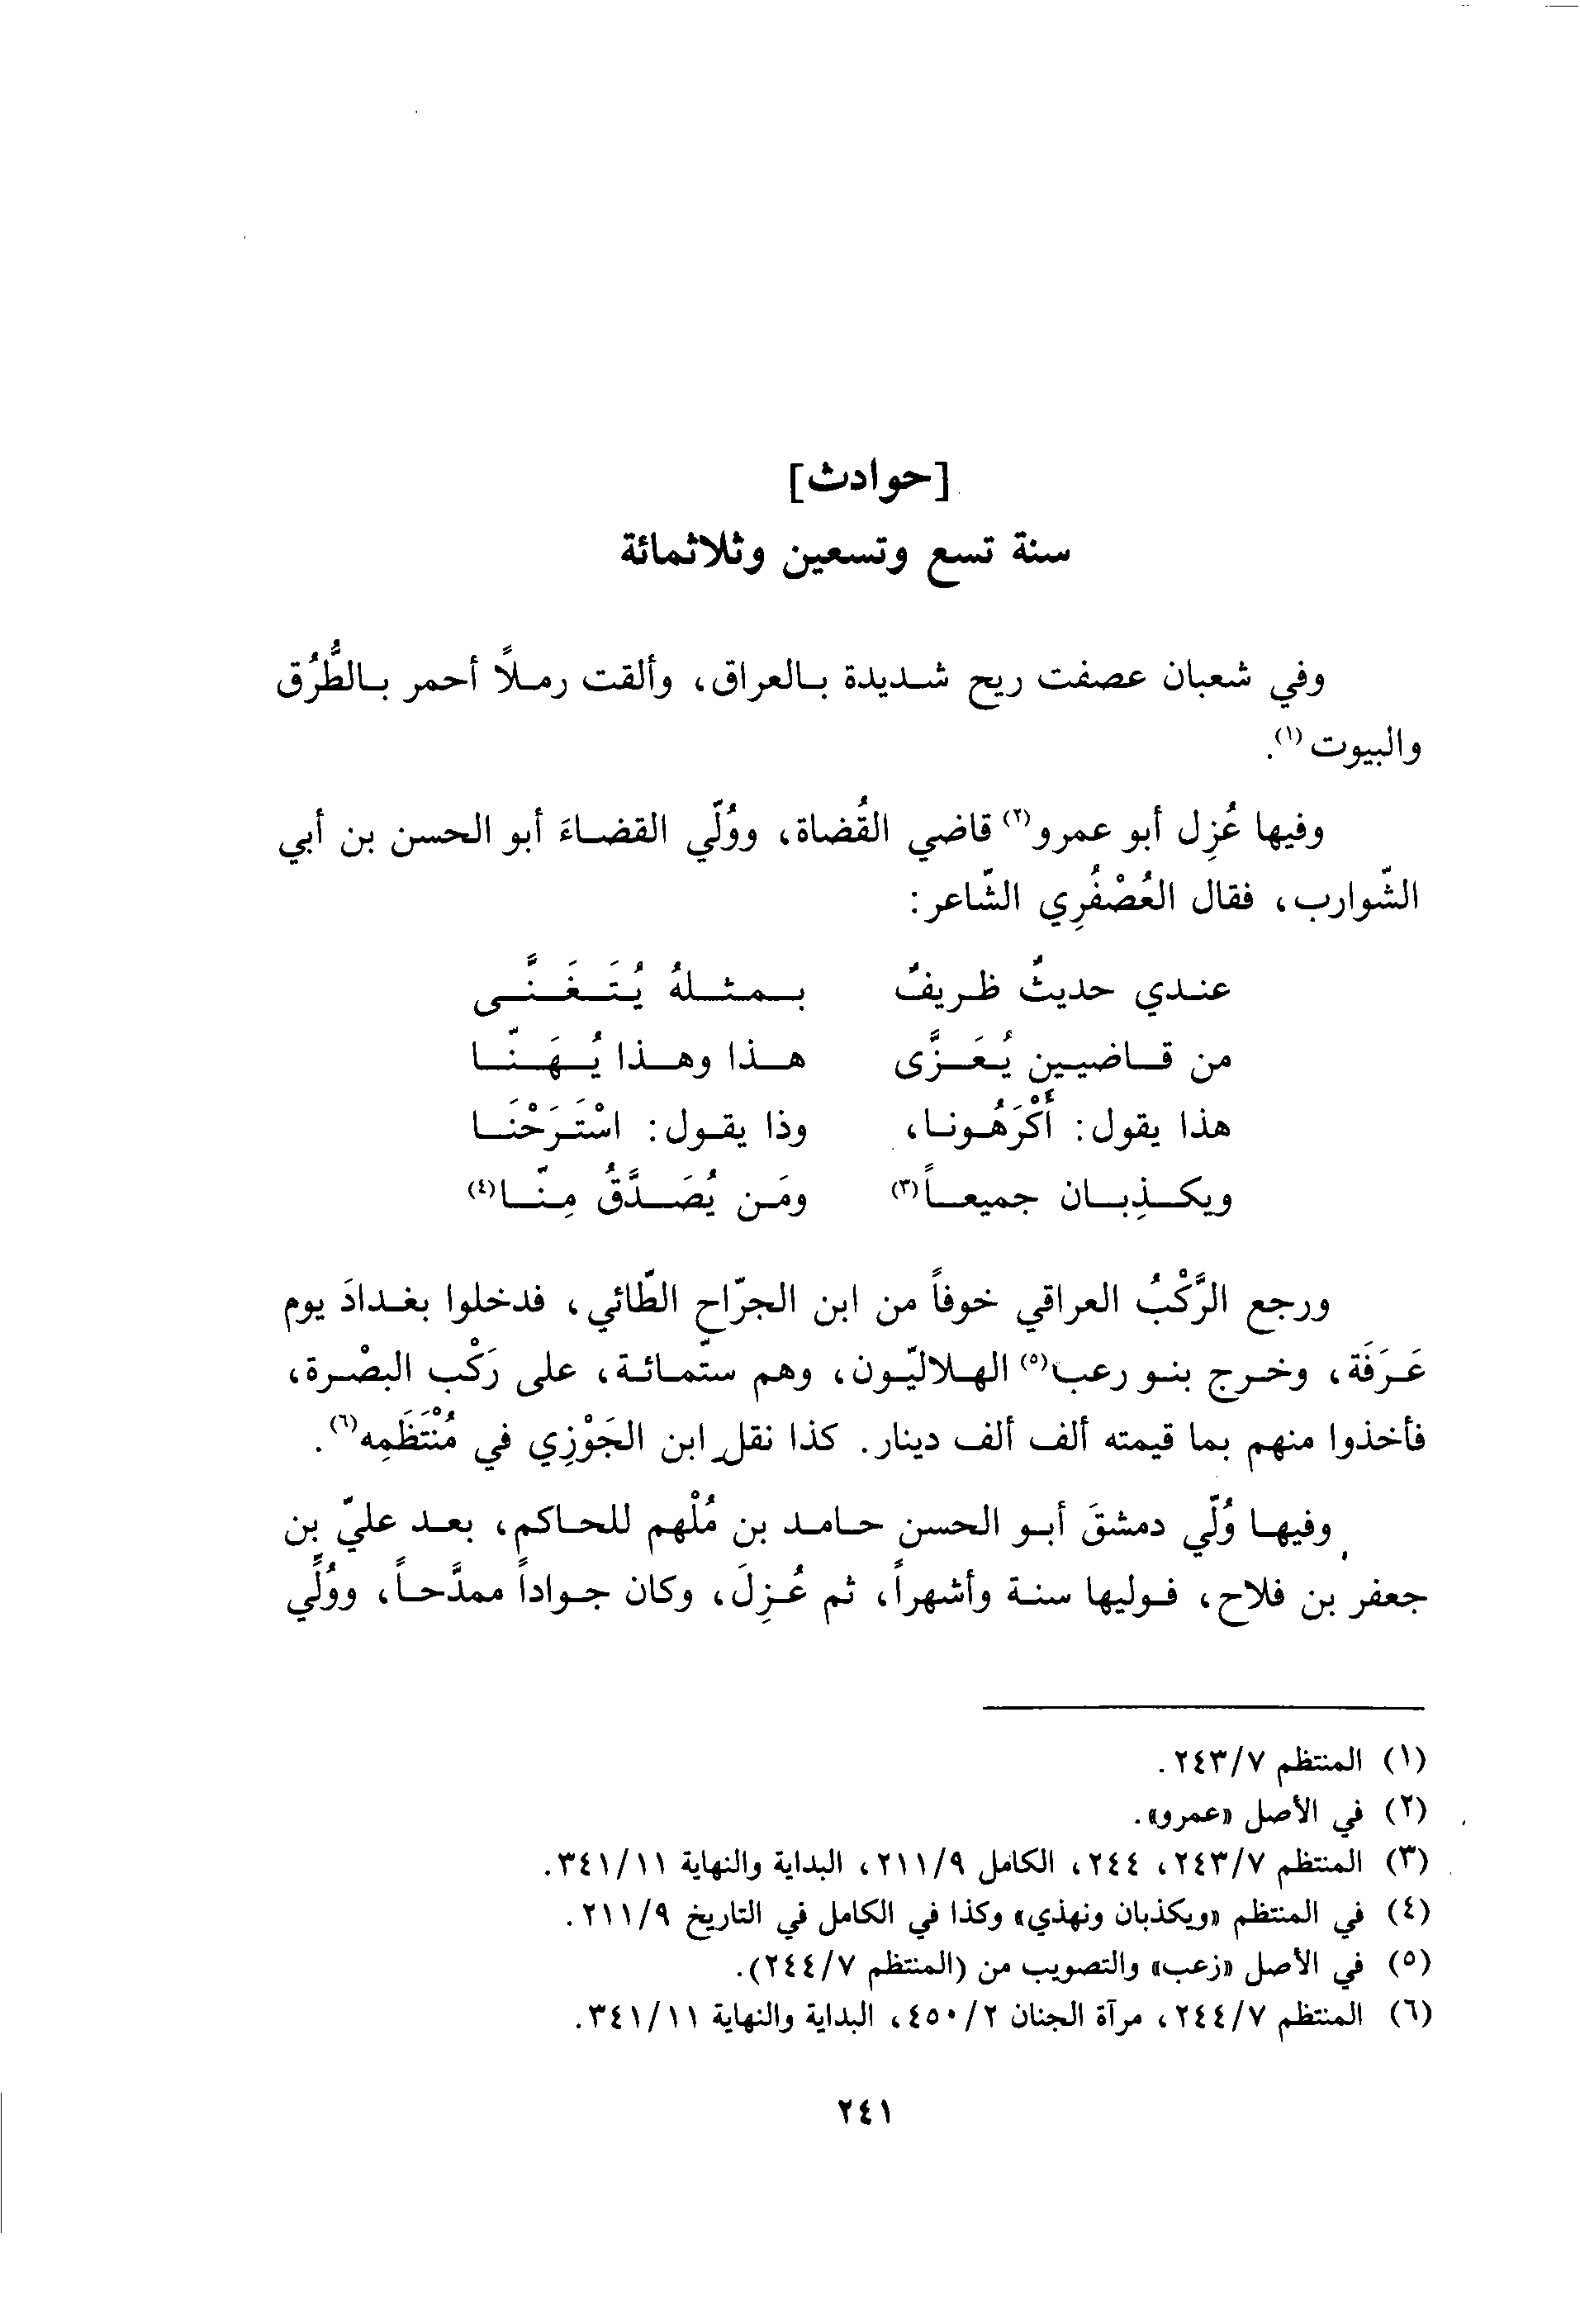 [حوادث]
سنة تسع وتسعين وثلاثمائة
وفي شعبان عصفت ريح شديدة بالعراق، وألقت رملاً أحمر بالطُّرُق
والبيوت(١).
وفيها عُزِل أبو عمرو(٢) قاضي القُضاة، ووُلّي القضاءَ أبو الحسن بن أبي
الشّوارب، فقال العُصْفُرِي الشّاعر:
عندي حديثٌ ظريفٌ بمثلهُ يُتَغَنَّى
من قاضيين يُعَزَّى هذا وهذا يُهَنّا
هذا يقول: أُكْرَهُونا، وذا يقول: اسْتَرَحْنَا
ويكذِبان جميعاً(٣) ومَن يُصَدَّقُ مِنّا(٤)
ورجع الرَّكْبُ العراقي خوفاً من ابن الجرّاح الطّائي، فدخلوا بغدادَ يوم
عَرَفَة، وخرج بنو رعب(٥) الهلاليّون، وهم ستّمائة، على رَكْب البصْرة،
فأخذوا منهم بما قيمته ألف ألف دينار. كذا نقل ابن الجَوْزِي في مُنْتَظَمِه(٦).
وفيها وُلّي دمشقَ أبو الحسن حامد بن مُلْهم للحاكم، بعد عليّ بن
جعفر بن فلاح، فوليها سنة وأشهراً، ثم عُزِلَ، وكان جواداً ممدَّحاً، ووُلِّي
(١) المنتظم ٢٤٣/٧.
(٢) في الأصل «عمرو».
(٣) المنتظم ٢٤٣/٧، ٢٤٤، الكامل ٢١١/٩، البداية والنهاية ٣٤١/١١.
(٤) في المنتظم «ويكذبان ونهذي» وكذا في الكامل في التاريخ ٢١١/٩.
(٥) في الأصل «زعب» والتصويب من (المنتظم ٢٤٤/٧).
(٦) المنتظم ٢٤٤/٧، مرآة الجنان ٤٥٠/٢، البداية والنهاية ٣٤١/١١.
٢٤١